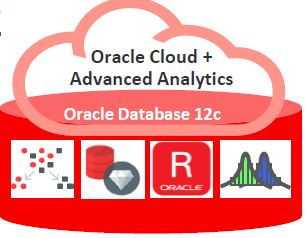 Oracle Cloud +
Advanced Analytics
Oracle Database 12c
R
ORACLE